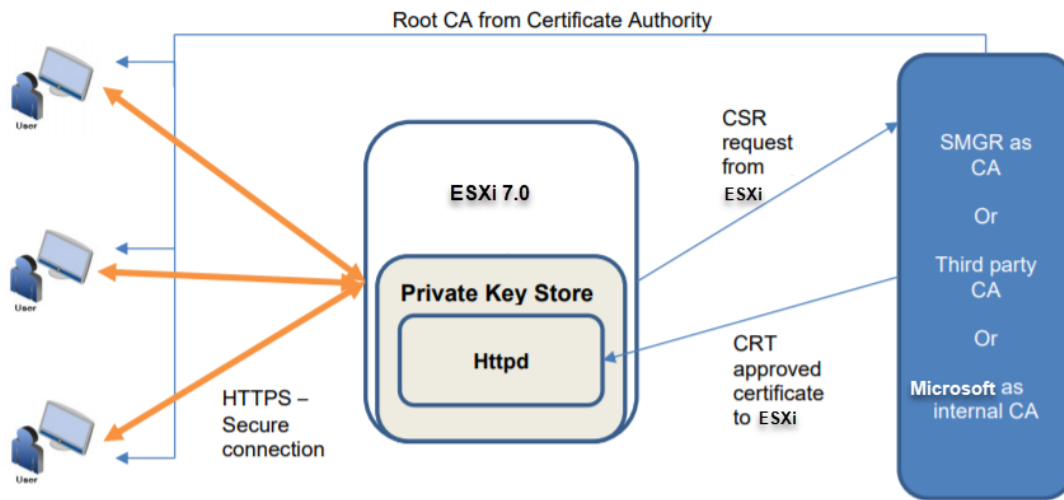 Root CA from Certificate Authority
User
User
User
HTTPS –
Secure
connection
ESXi 7.0
Private Key Store
Httpd
CSR
request
from
ESXi
CRT
approved
certificate
to ESXi
SMGR as
CA
Or
Third party
CA
Or
Microsoft as
internal CA